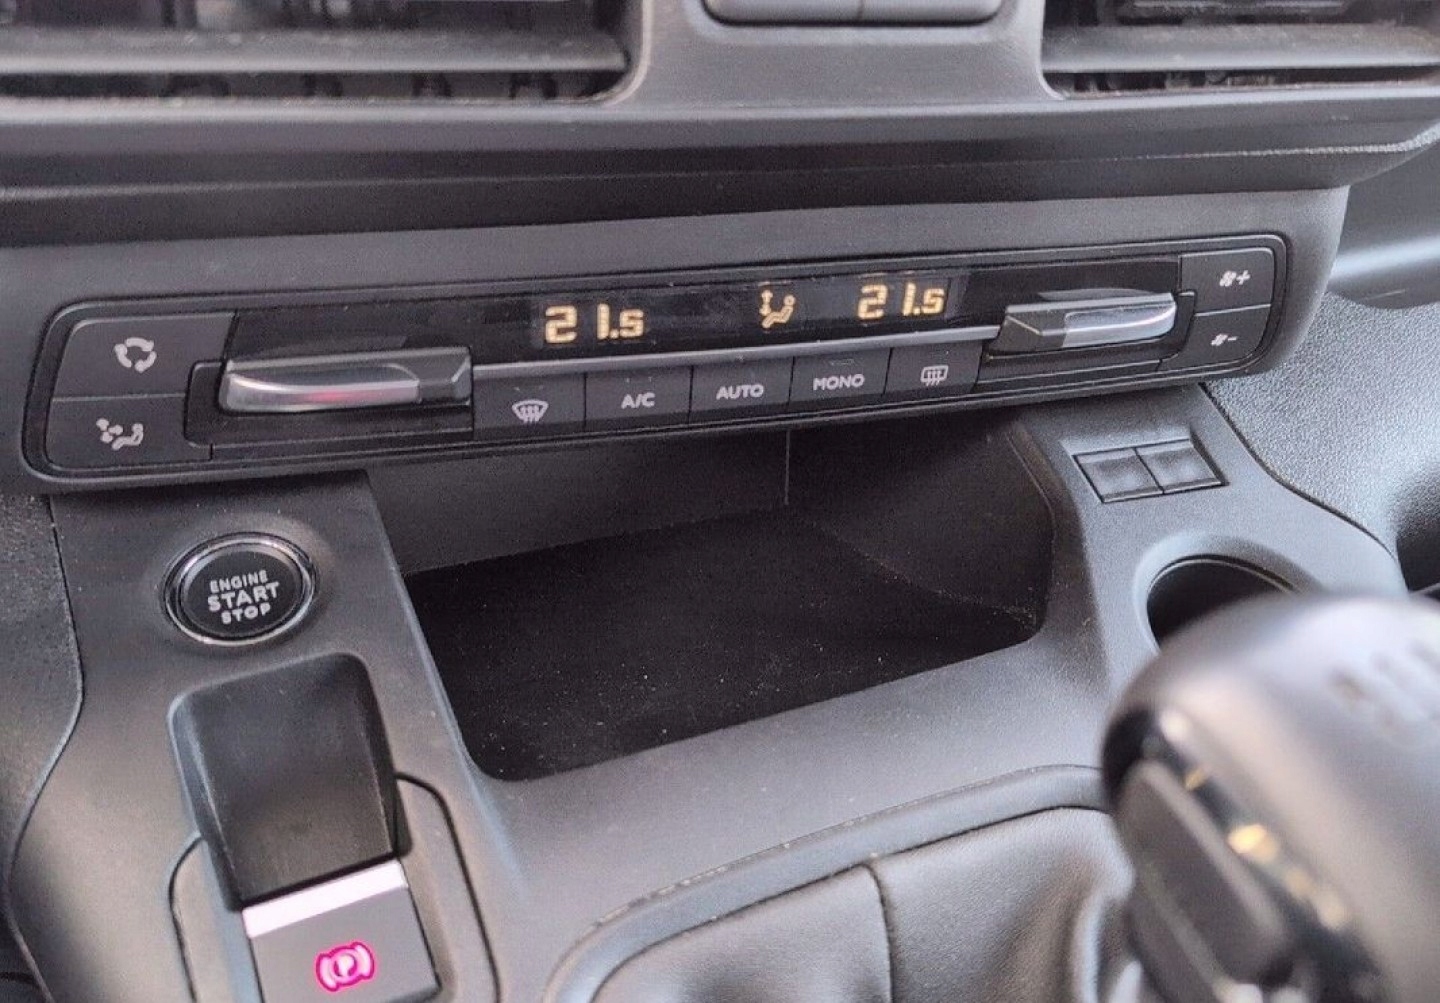 21.5 21.5
A/C AUTO MONO
ENGINE
START
STOP